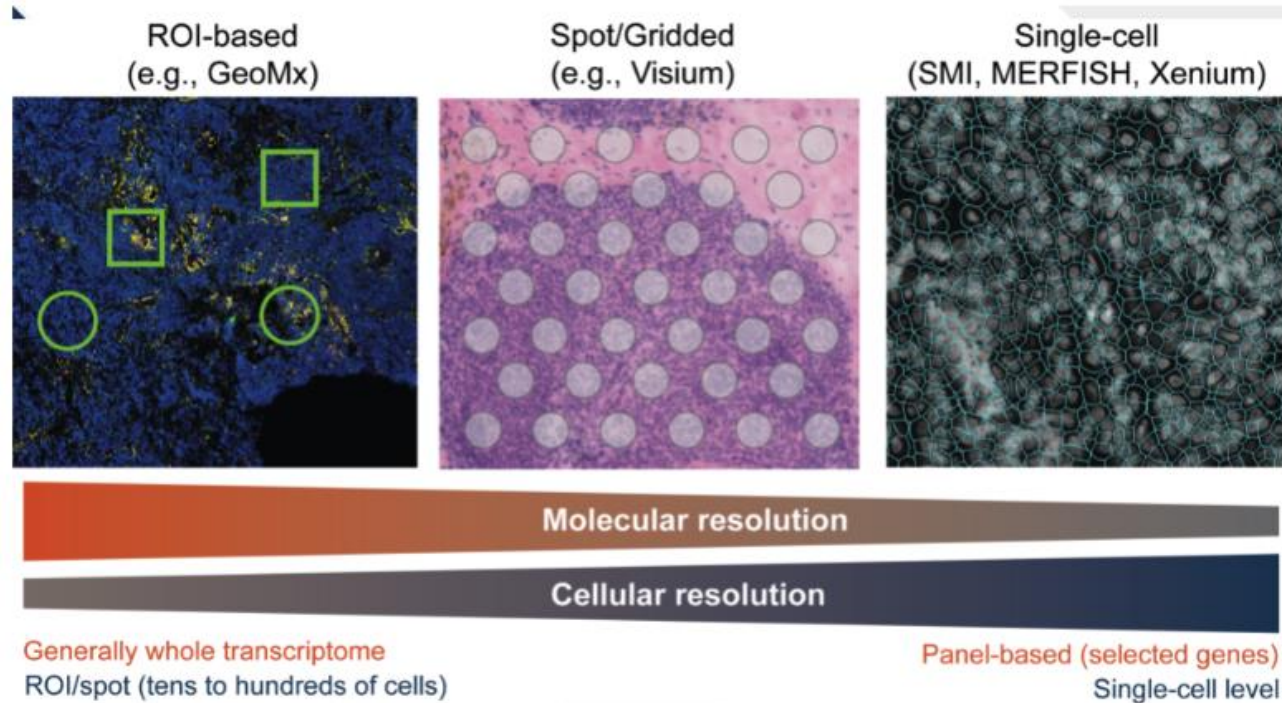 ROI-based
(e.g., GeoMx)
Spot/Gridded
(e.g., Visium)
Single-cell
(SMI, MERFISH, Xenium)
Molecular resolution
Cellular resolution
Generally whole transcriptome
ROI/spot (tens to hundreds of cells)
Panel-based (selected genes)
Single-cell level